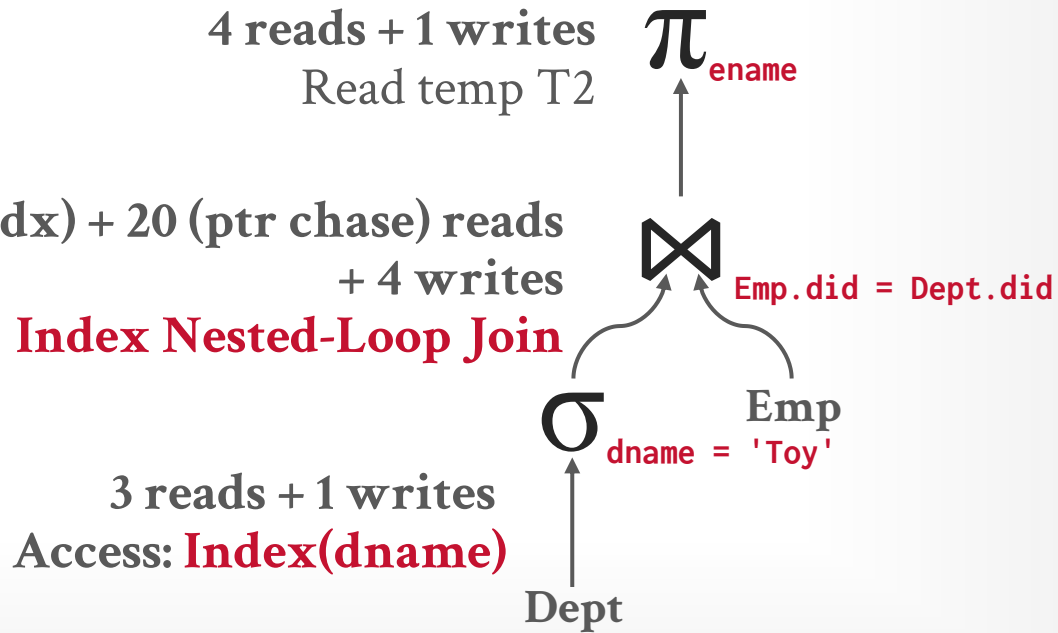 4 reads + 1 writes
π ename
Read temp T2
dx) + 20 (ptr chase) reads
+ 4 writes
⋈ Emp.did = Dept.did
Index Nested-Loop Join
Emp
σ dname = 'Toy'
3 reads + 1 writes
Access: Index(dname)
Dept